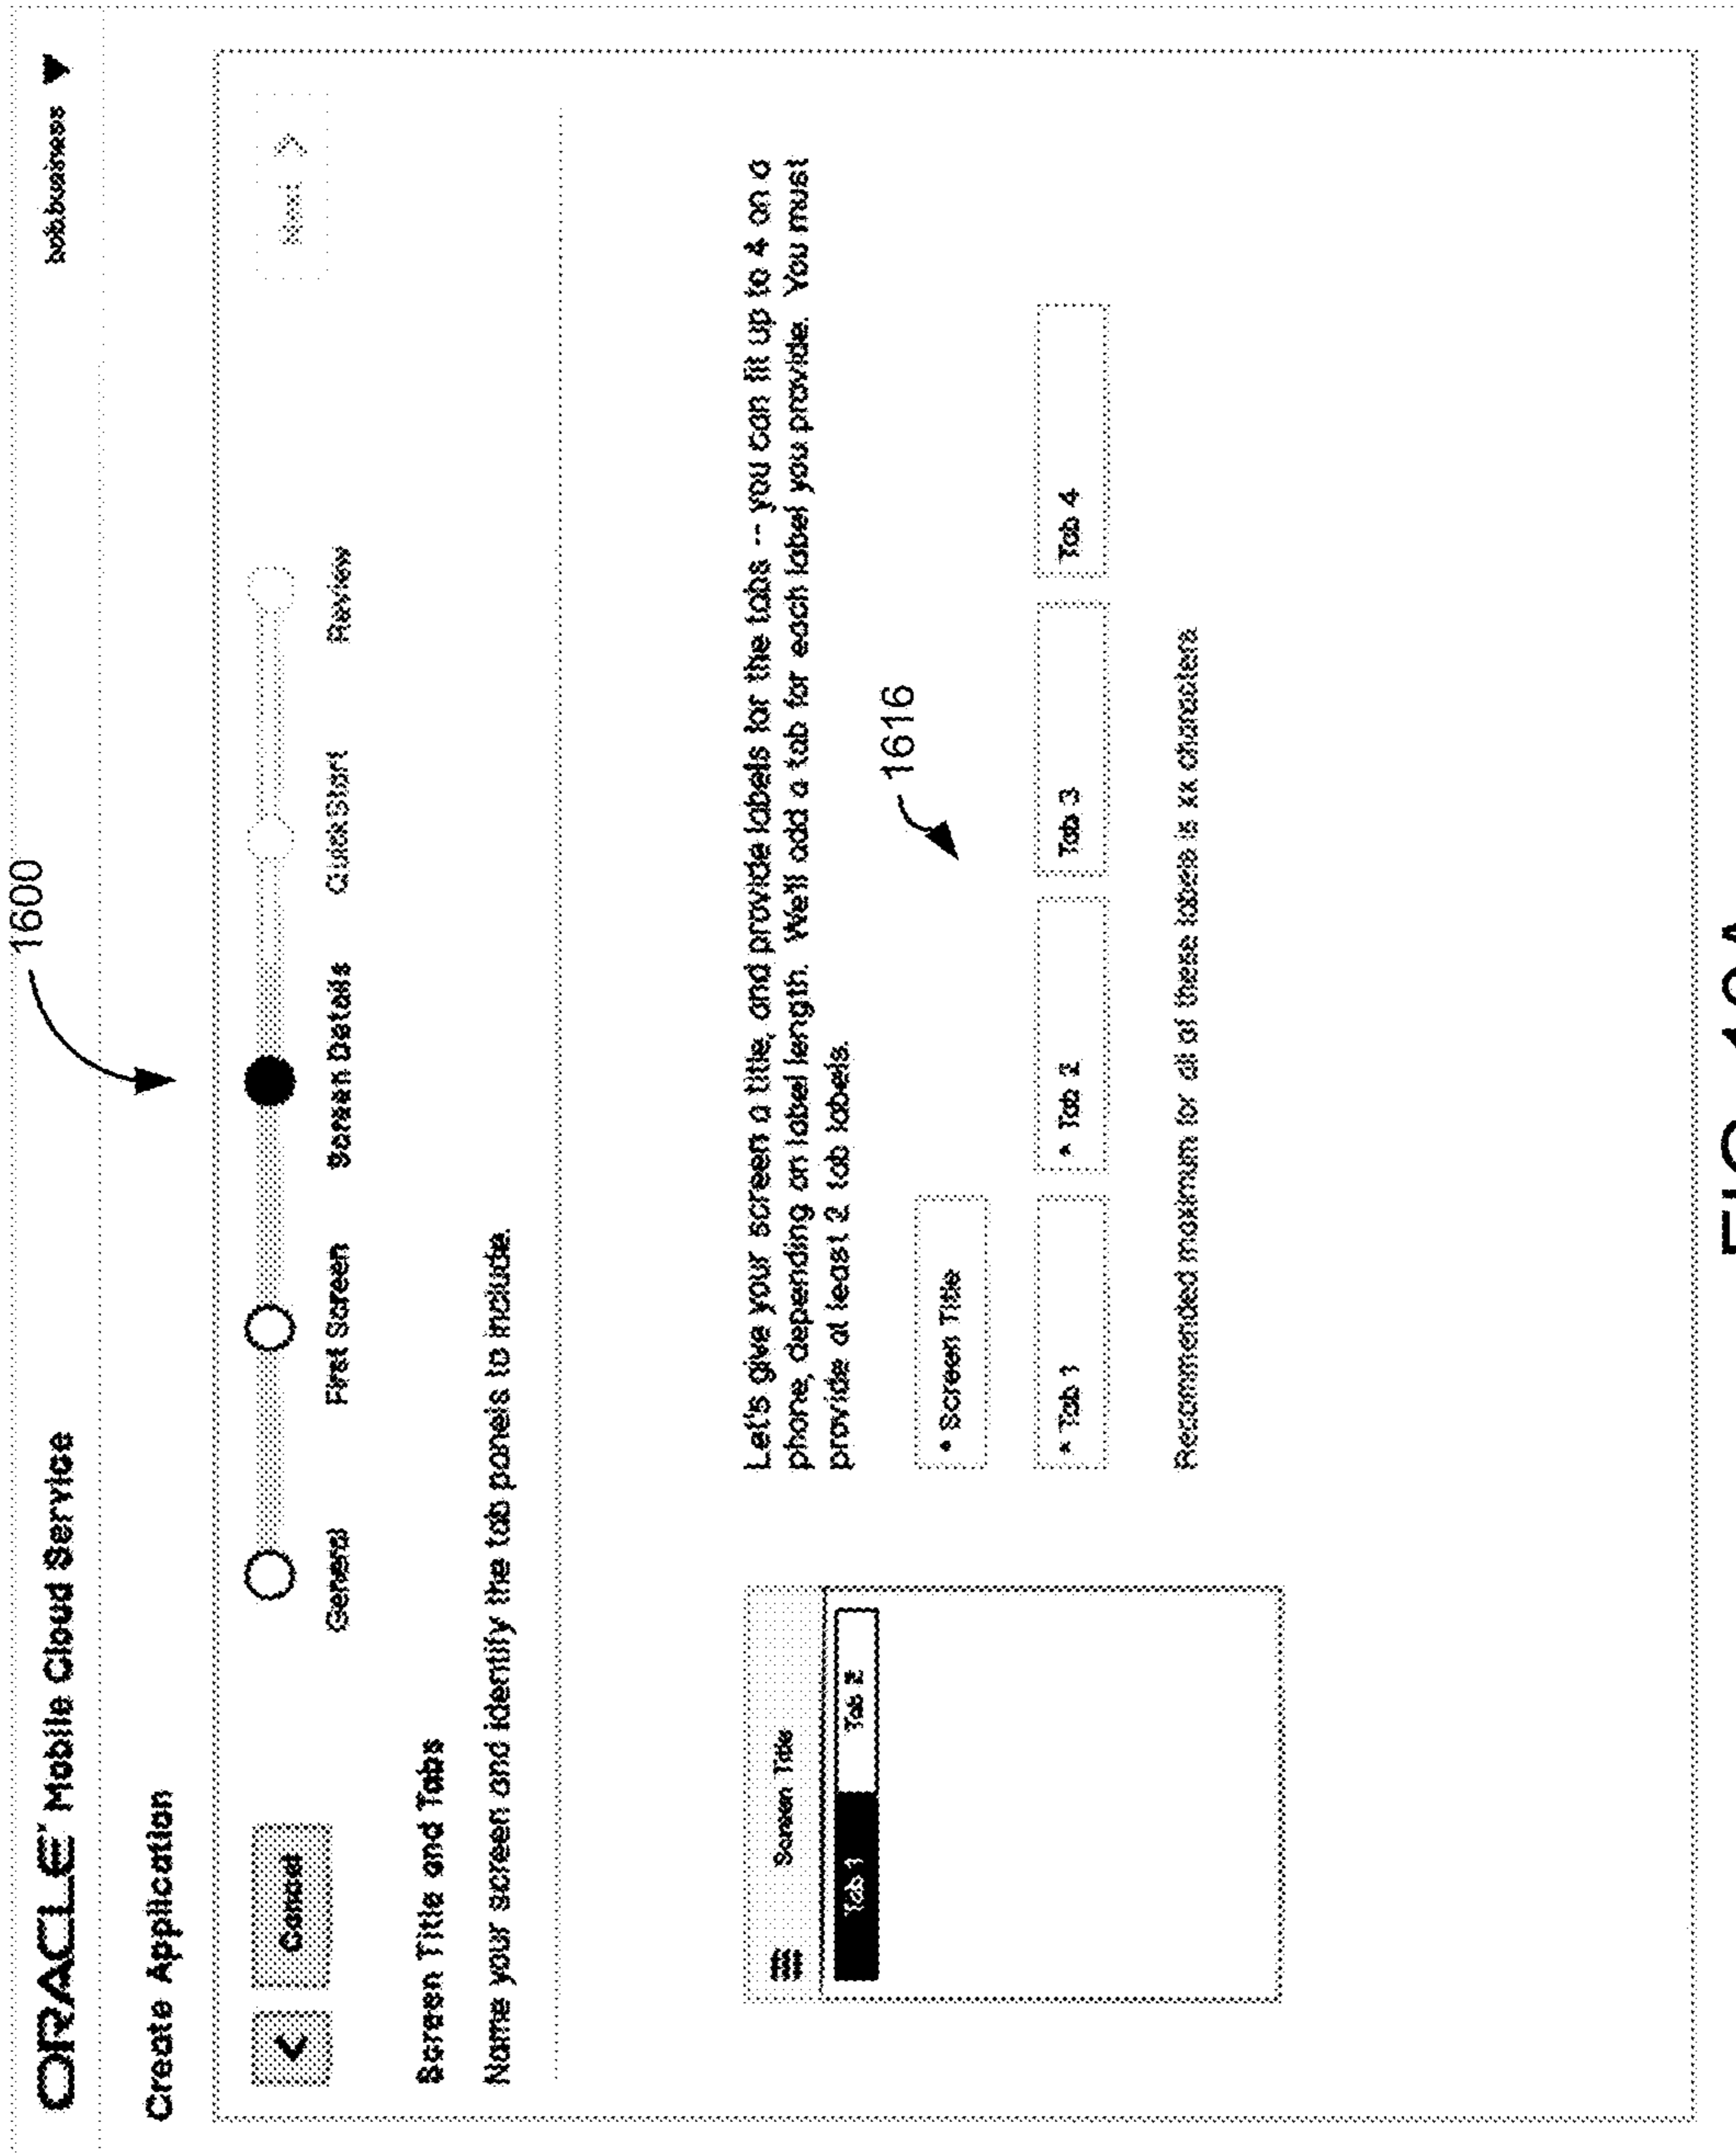 1600
ORACLE Mobile Cloud Service
bobbusiness
Create Application
Cancel
Next
General
First Screen
Screen Details
QuickStart
Review
Screen Title and Tabs
Name your screen and identify the tab panels to include.
Screen Title
Tab 1
Tab 2
Let's give your screen a title, and provide labels for the tabs -- you can fit up to 4 on a
phone, depending on label length. We'll add a tab for each label you provide. You must
provide at least 2 tab labels.
1616
* Screen Title
* Tab 1
* Tab 2
Tab 3
Tab 4
Recommended maximum for all of these labels is xx characters